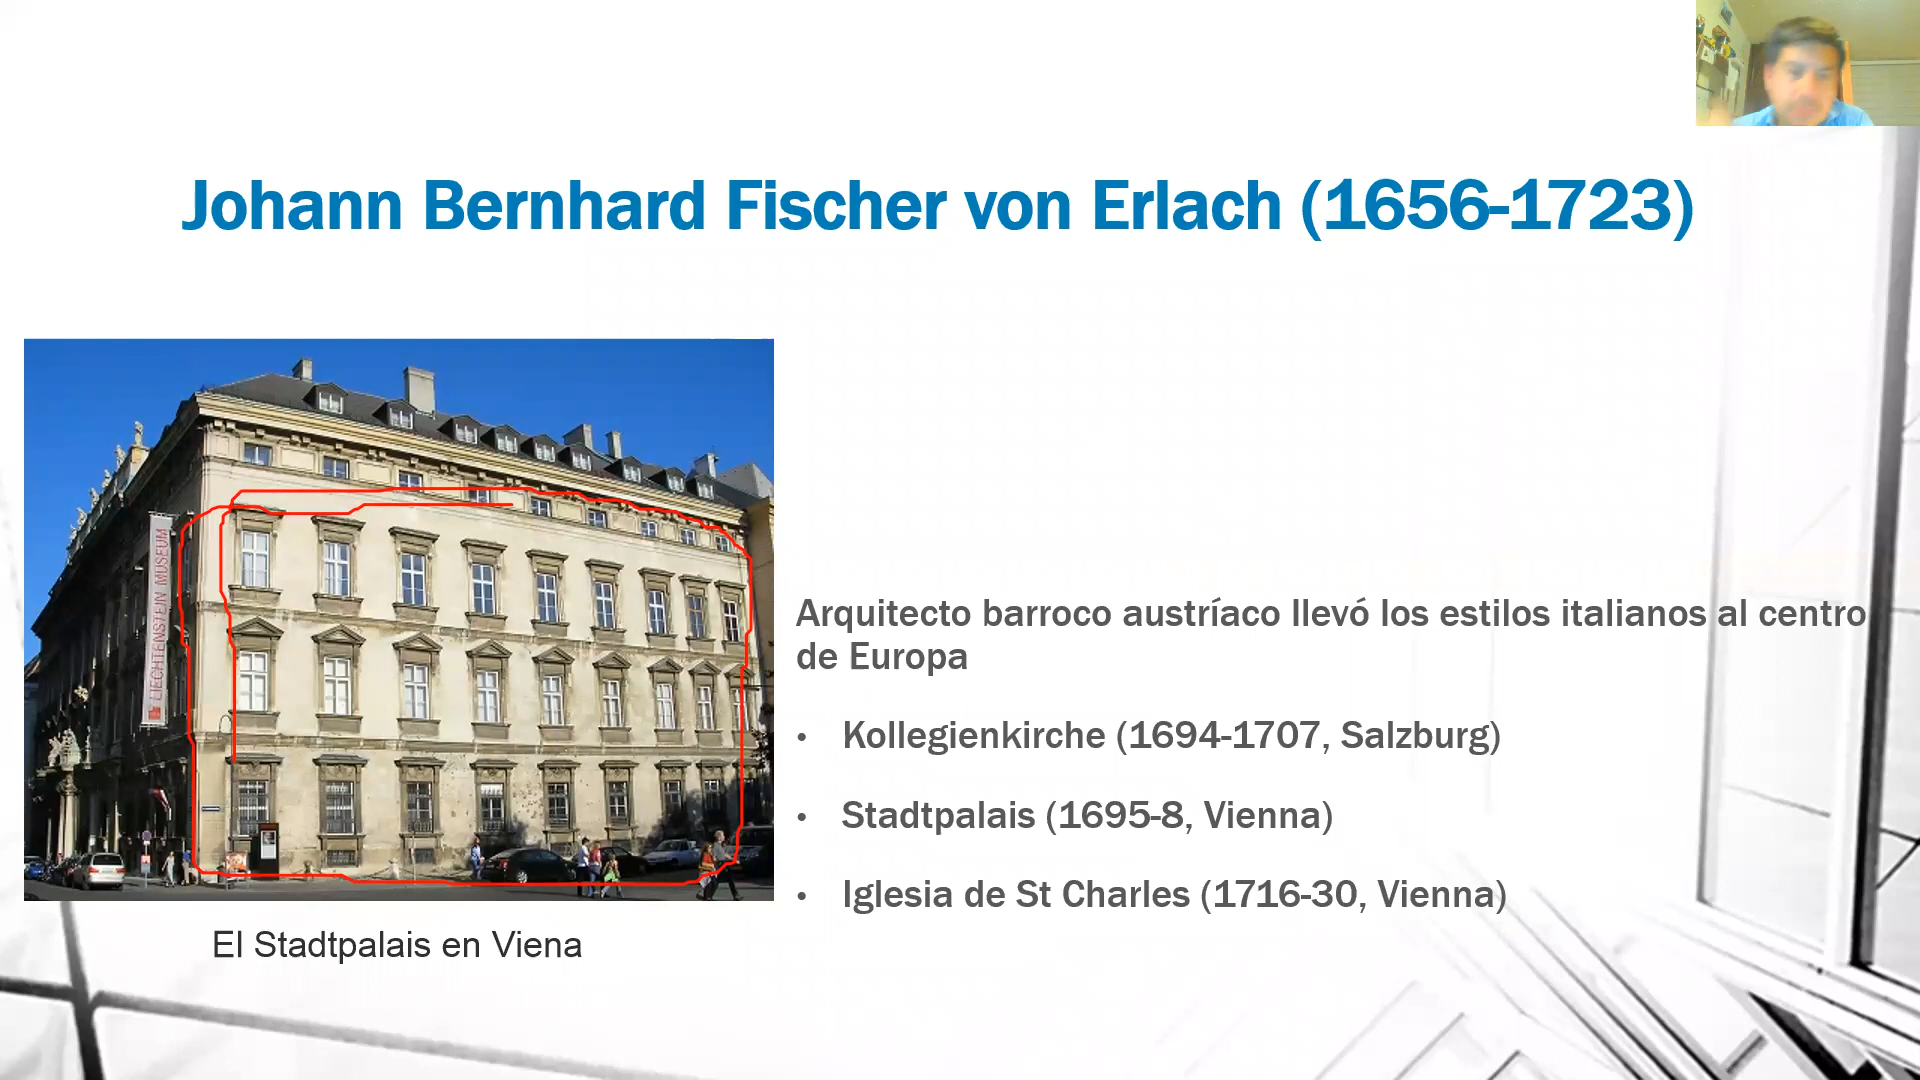 Johann Bernhard Fischer von Erlach (1656-1723)
LIECHTENSTEIN MUSEUM
Arquitecto barroco austríaco llevó los estilos italianos al centro
de Europa
• Kollegienkirche (1694-1707, Salzburg)
• Stadtpalais (1695-8, Vienna)
• Iglesia de St Charles (1716-30, Vienna)
El Stadtpalais en Viena